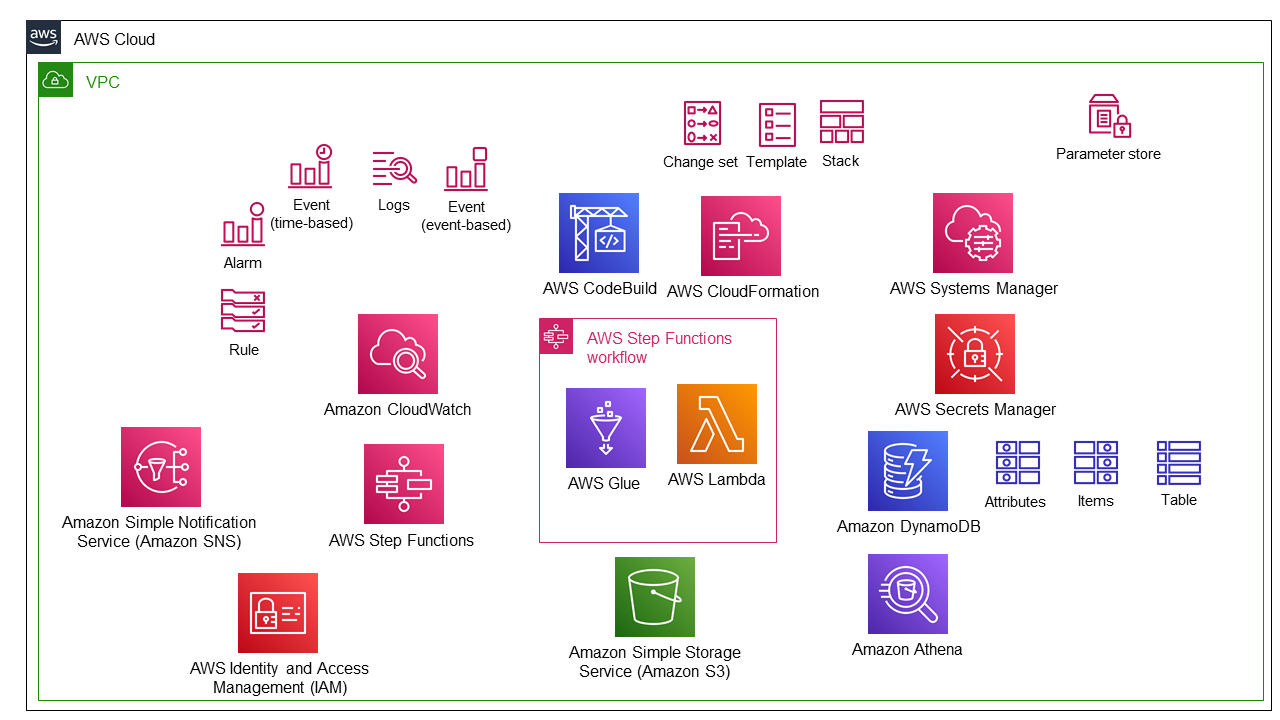 aws
AWS Cloud
VPC
Change set
Template
Stack
Parameter store
Event
(time-based)
Logs
Event
(event-based)
Alarm
Rule
AWS CodeBuild
AWS CloudFormation
AWS Systems Manager
Amazon CloudWatch
AWS Step Functions
workflow
AWS Glue
AWS Lambda
AWS Secrets Manager
Amazon Simple Notification
Service (Amazon SNS)
AWS Step Functions
Amazon DynamoDB
Attributes
Items
Table
AWS Identity and Access
Management (IAM)
Amazon Simple Storage
Service (Amazon S3)
Amazon Athena